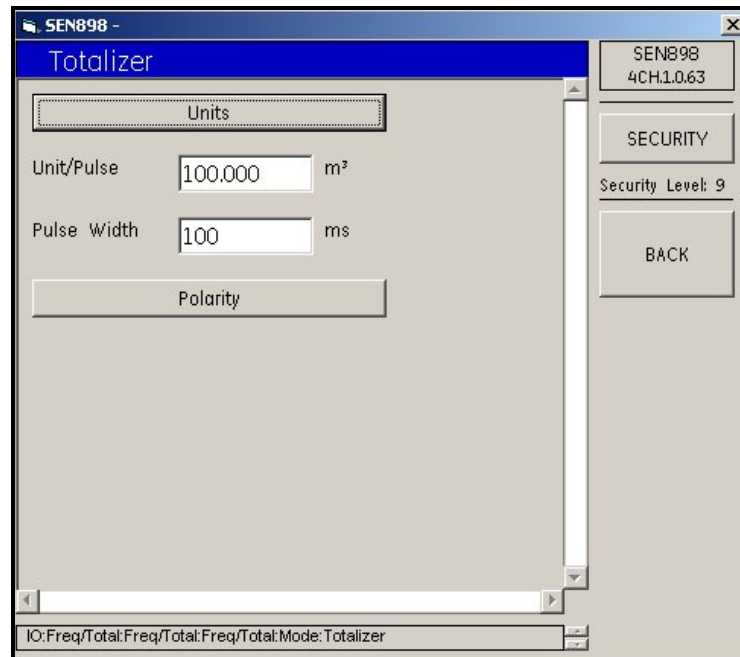 SEN898 -
Totalizer
Units
Unit/Pulse 100.000 m³
Pulse Width 100 ms
Polarity
SEN898
4CH.1.0.63
SECURITY
Security Level: 9
BACK
IO:Freq/Total:Freq/Total:Freq/Total:Mode:Totalizer